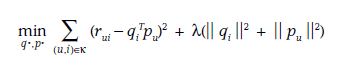 min ∑ (r_ui − q_i^T p_u)² + λ(|| q_i ||² + || p_u ||²)
q•,p• (u,i)∈κ